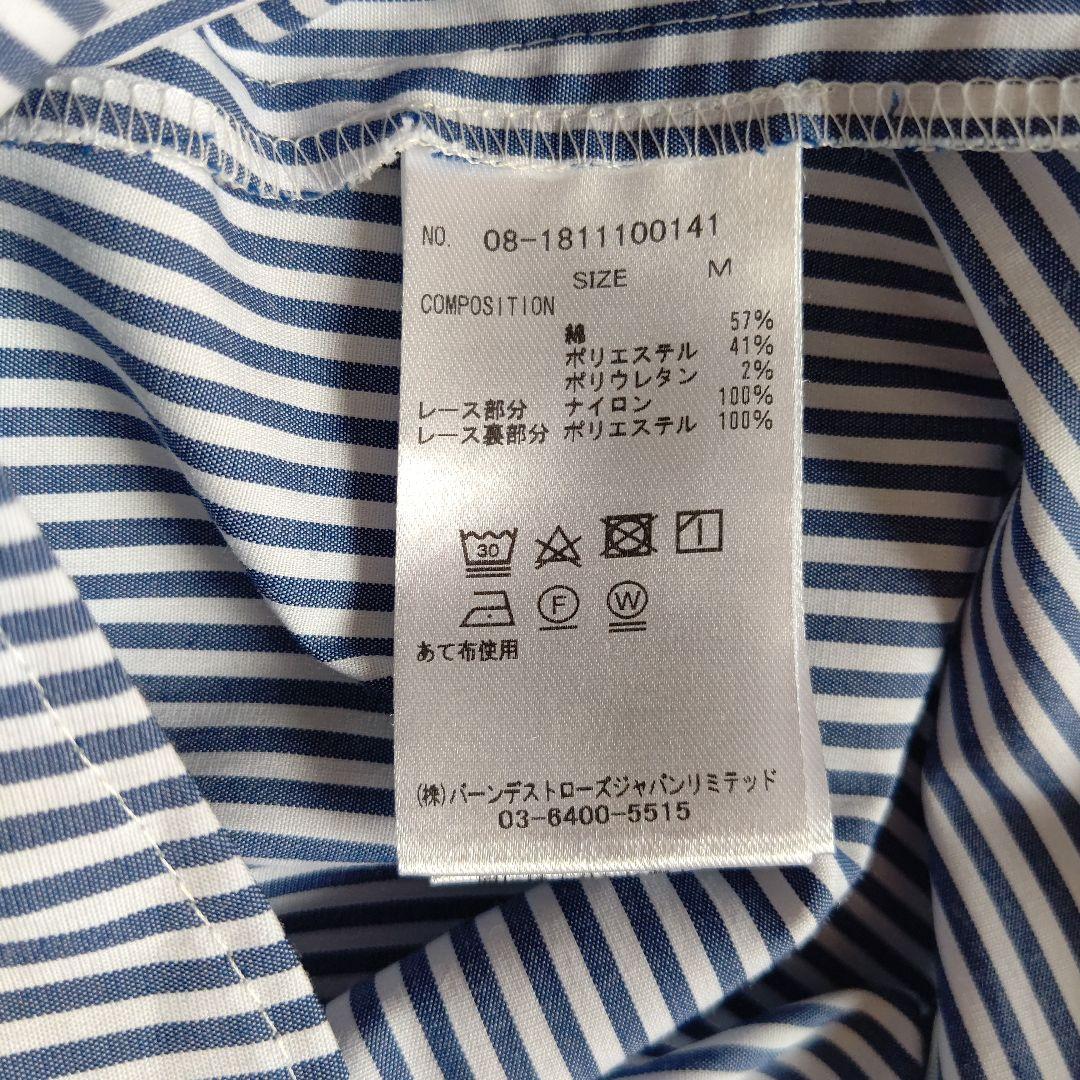 NO. 08-1811100141
SIZE M
COMPOSITION
綿 57%
ポリエステル 41%
ポリウレタン 2%
レース部分 ナイロン 100%
レース裏部分 ポリエステル 100%
30
F W
あて布使用
(株)バーンデストローズジャパンリミテッド
03-6400-5515